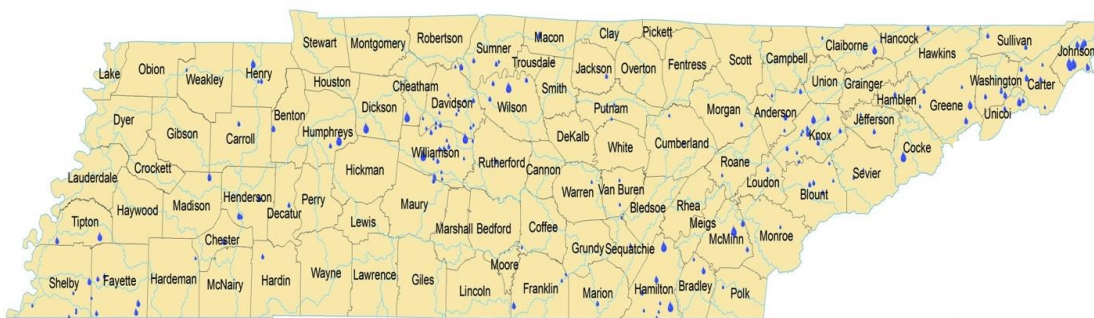 Stewart
Montgomery
Robertson
Sumner
Macon
Clay
Pickett
Scott
Campbell
Claiborne
Hancock
Hawkins
Sullivan
Johnson
Lake
Obion
Weakley
Henry
Houston
Cheatham
Trousdale
Jackson
Overton
Fentress
Union
Grainger
Washington
Carter
Dyer
Gibson
Carroll
Benton
Humphreys
Dickson
Davidson
Wilson
Smith
Putnam
Morgan
Anderson
Hamblen
Greene
Unicoi
Crockett
Hickman
Williamson
Rutherford
Cannon
DeKalb
White
Cumberland
Roane
Knox
Jefferson
Cocke
Lauderdale
Haywood
Madison
Henderson
Decatur
Perry
Lewis
Maury
Warren
Van Buren
Bledsoe
Rhea
Loudon
Blount
Sevier
Tipton
Chester
Marshall
Bedford
Coffee
Grundy
Sequatchie
Meigs
McMinn
Monroe
Shelby
Fayette
Hardeman
McNairy
Hardin
Wayne
Lawrence
Giles
Lincoln
Moore
Franklin
Marion
Hamilton
Bradley
Polk